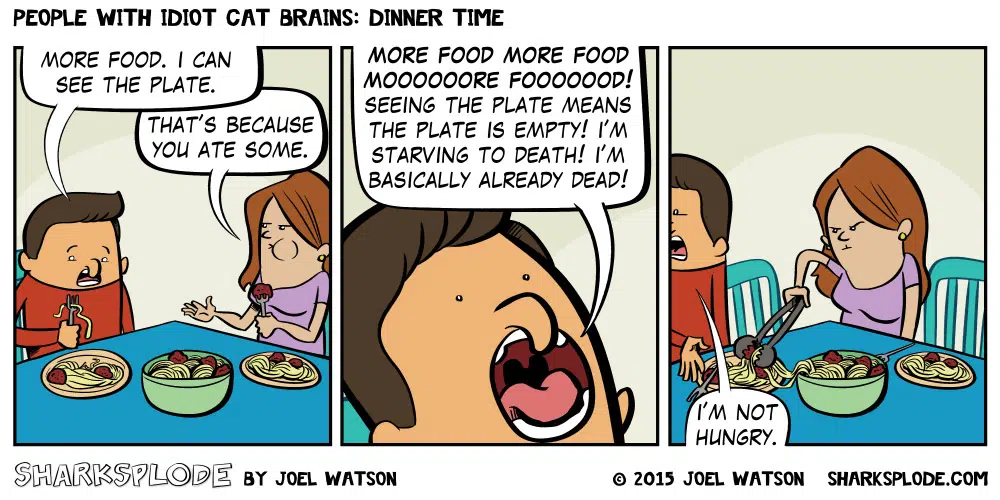 PEOPLE WITH IDIOT CAT BRAINS: DINNER TIME
MORE FOOD. I CAN
SEE THE PLATE.
THAT'S BECAUSE
YOU ATE SOME.
MORE FOOD MORE FOOD
MOOOOOORE FOOOOOOD!
SEEING THE PLATE MEANS
THE PLATE IS EMPTY! I'M
STARVING TO DEATH! I'M
BASICALLY ALREADY DEAD!
I'M NOT
HUNGRY.
SHARKSPLODE BY JOEL WATSON © 2015 JOEL WATSON SHARKSPLODE.COM